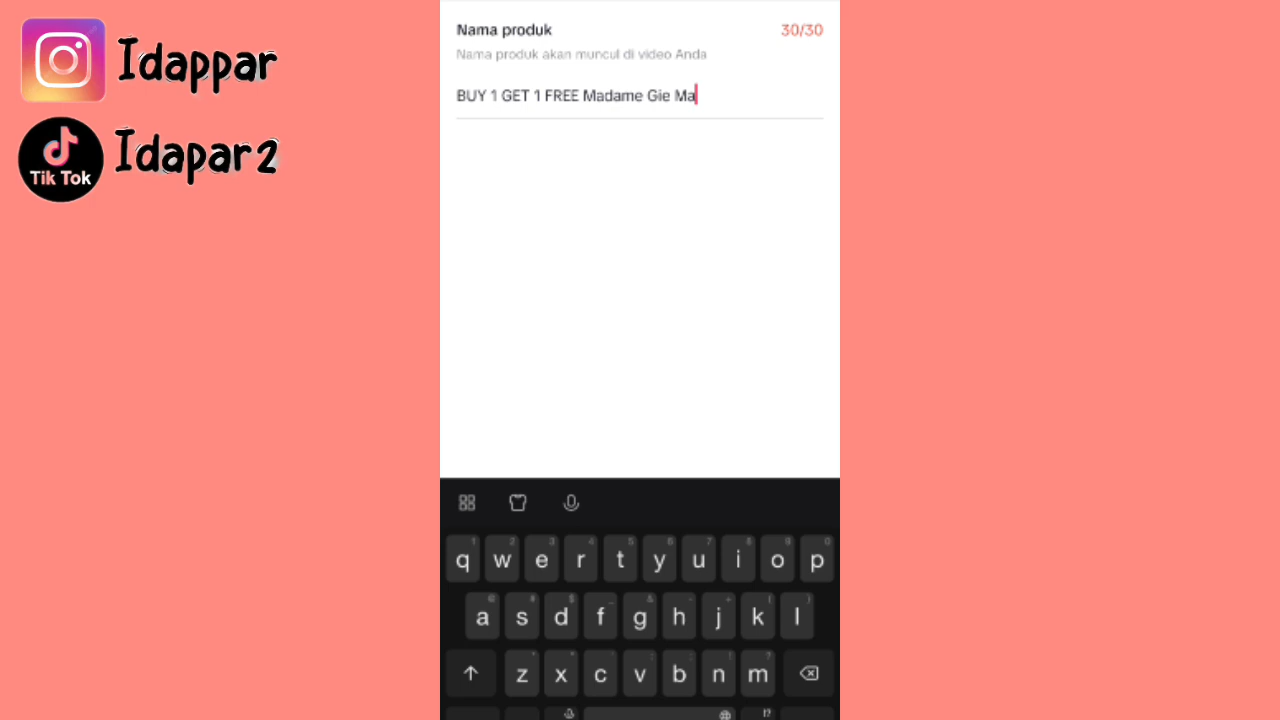 Idappar
Tik Tok
Idapar2
Nama produk
30/30
Nama produk akan muncul di video Anda
BUY 1 GET 1 FREE Madame Gie Ma
q w e r t y u i o p
a s d f g h j k l
z x c v b n m